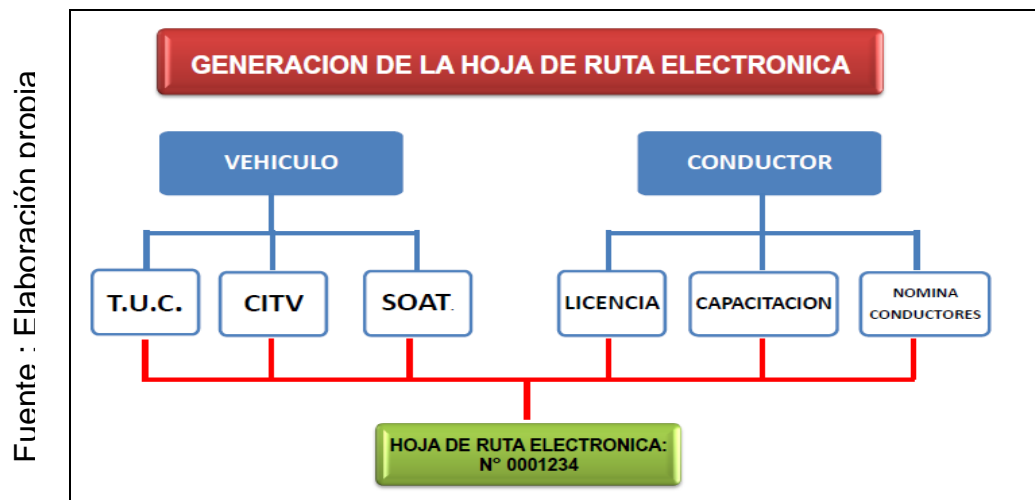 GENERACION DE LA HOJA DE RUTA ELECTRONICA
VEHICULO
CONDUCTOR
T.U.C.
CITV
SOAT.
LICENCIA
CAPACITACION
NOMINA
CONDUCTORES
HOJA DE RUTA ELECTRONICA:
N° 0001234
Fuente : Elaboración propia